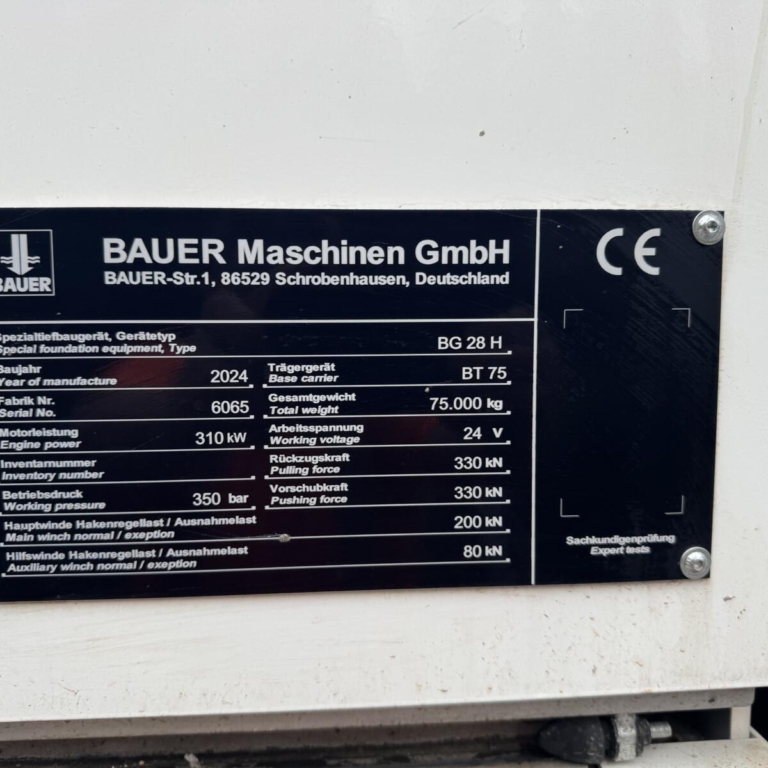 BAUER
BAUER Maschinen GmbH
BAUER-Str.1, 86529 Schrobenhausen, Deutschland
CE
Spezialtiefbaugerät, Gerätetyp
Special foundation equipment, Type
BG 28 H
Baujahr
Year of manufacture
2024
Trägergerät
Base carrier
BT 75
Fabrik Nr.
Serial No.
6065
Gesamtgewicht
Total weight
75.000 kg
Motorleistung
Engine power
310 kW
Arbeitsspannung
Working voltage
24 V
Inventarnummer
Inventory number
Rückzugskraft
Pulling force
330 kN
Betriebsdruck
Working pressure
350 bar
Vorschubkraft
Pushing force
330 kN
Hauptwinde Hakenregellast / Ausnahmelast
Main winch normal / exeption
200 kN
Hilfswinde Hakenregellast / Ausnahmelast
Auxiliary winch normal / exeption
80 kN
Sachkundigenprüfung
Expert tests